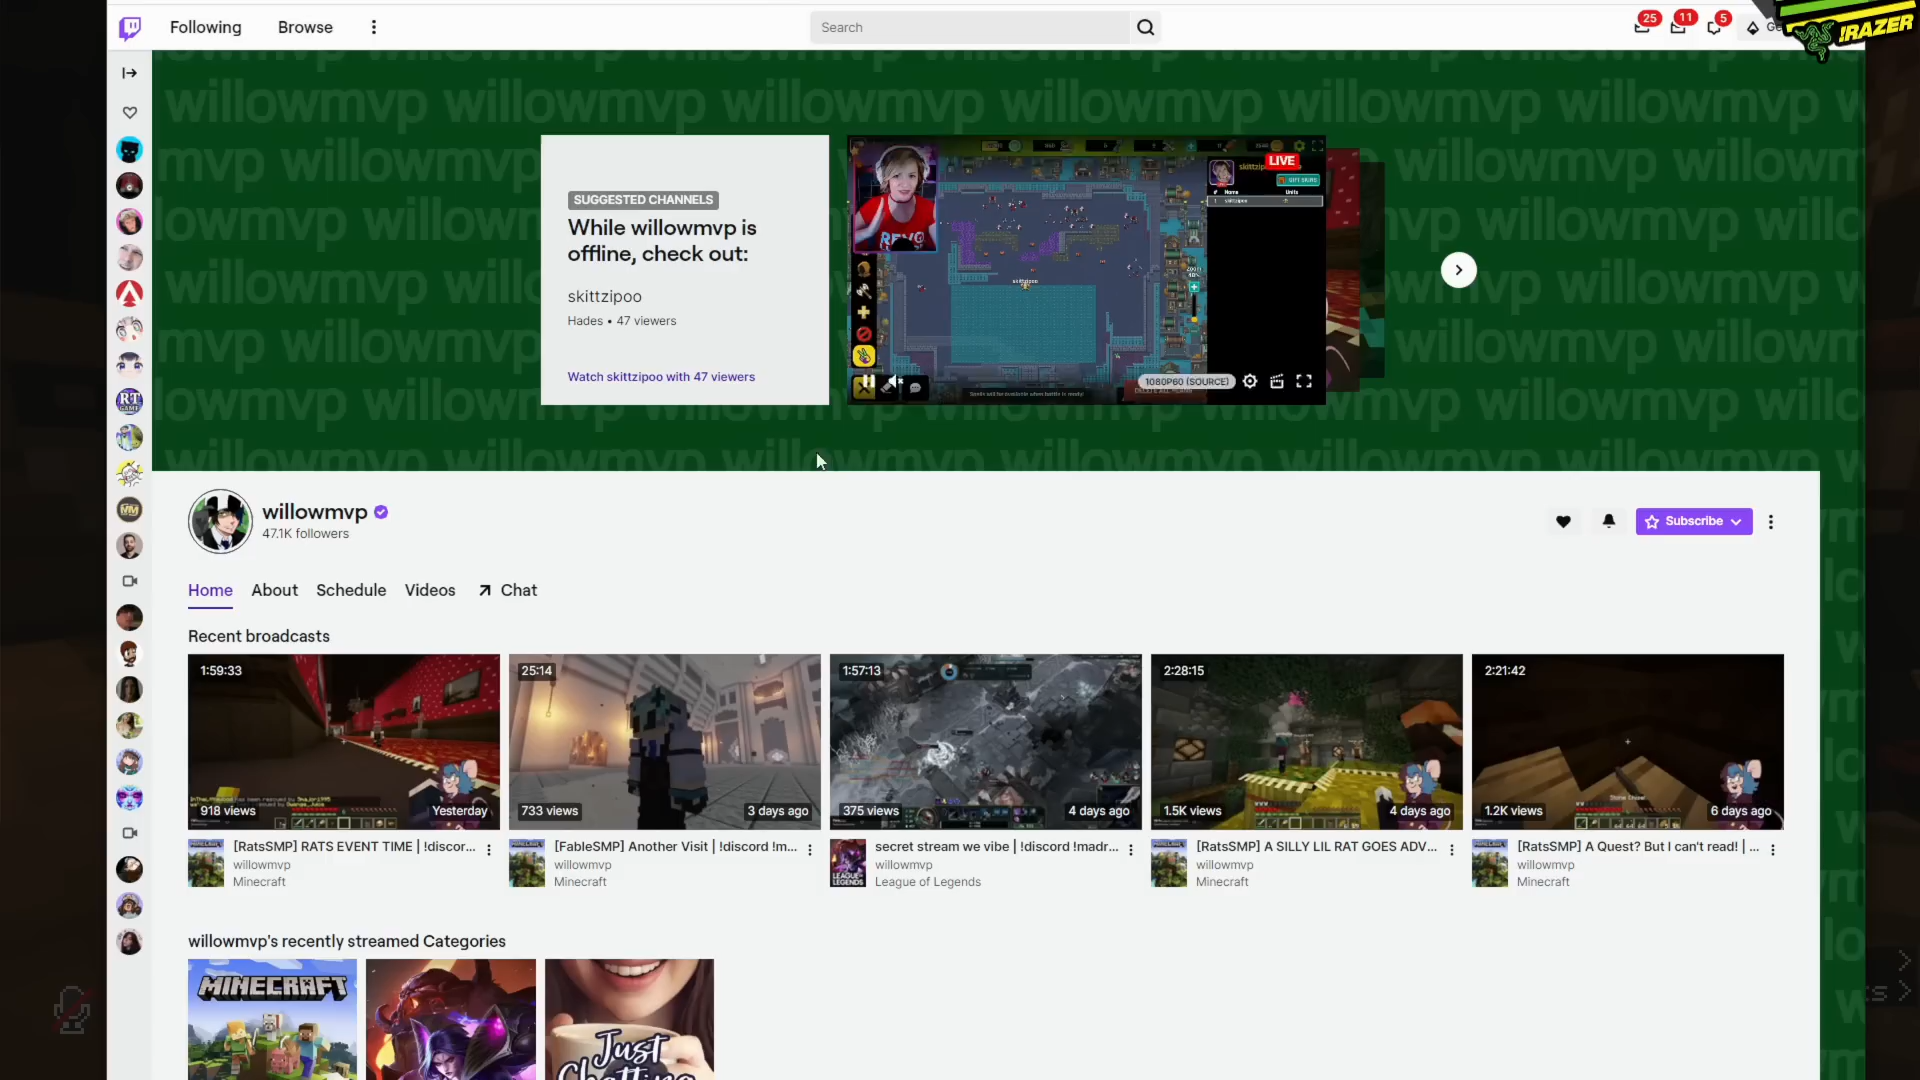 Following
Browse
Search
25
11
5
Ge
!RAZER
willowmvp willowmvp willowmvp willowmvp
SUGGESTED CHANNELS
While willowmvp is
offline, check out:
skittzipoo
Hades • 47 viewers
Watch skittzipoo with 47 viewers
LIVE
skittzipoo
1080P60 (SOURCE)
willowmvp
47.1K followers
Subscribe
Home
About
Schedule
Videos
Chat
Recent broadcasts
1:59:33
918 views
Yesterday
[RatsSMP] RATS EVENT TIME | !discor...
willowmvp
Minecraft
25:14
733 views
3 days ago
[FableSMP] Another Visit | !discord !m...
willowmvp
Minecraft
1:57:13
375 views
4 days ago
secret stream we vibe | !discord !madr...
willowmvp
League of Legends
2:28:15
1.5K views
4 days ago
[RatsSMP] A SILLY LIL RAT GOES ADV...
willowmvp
Minecraft
2:21:42
1.2K views
6 days ago
[RatsSMP] A Quest? But I can't read! | ...
willowmvp
Minecraft
willowmvp's recently streamed Categories
MINECRAFT
Just
Chatting